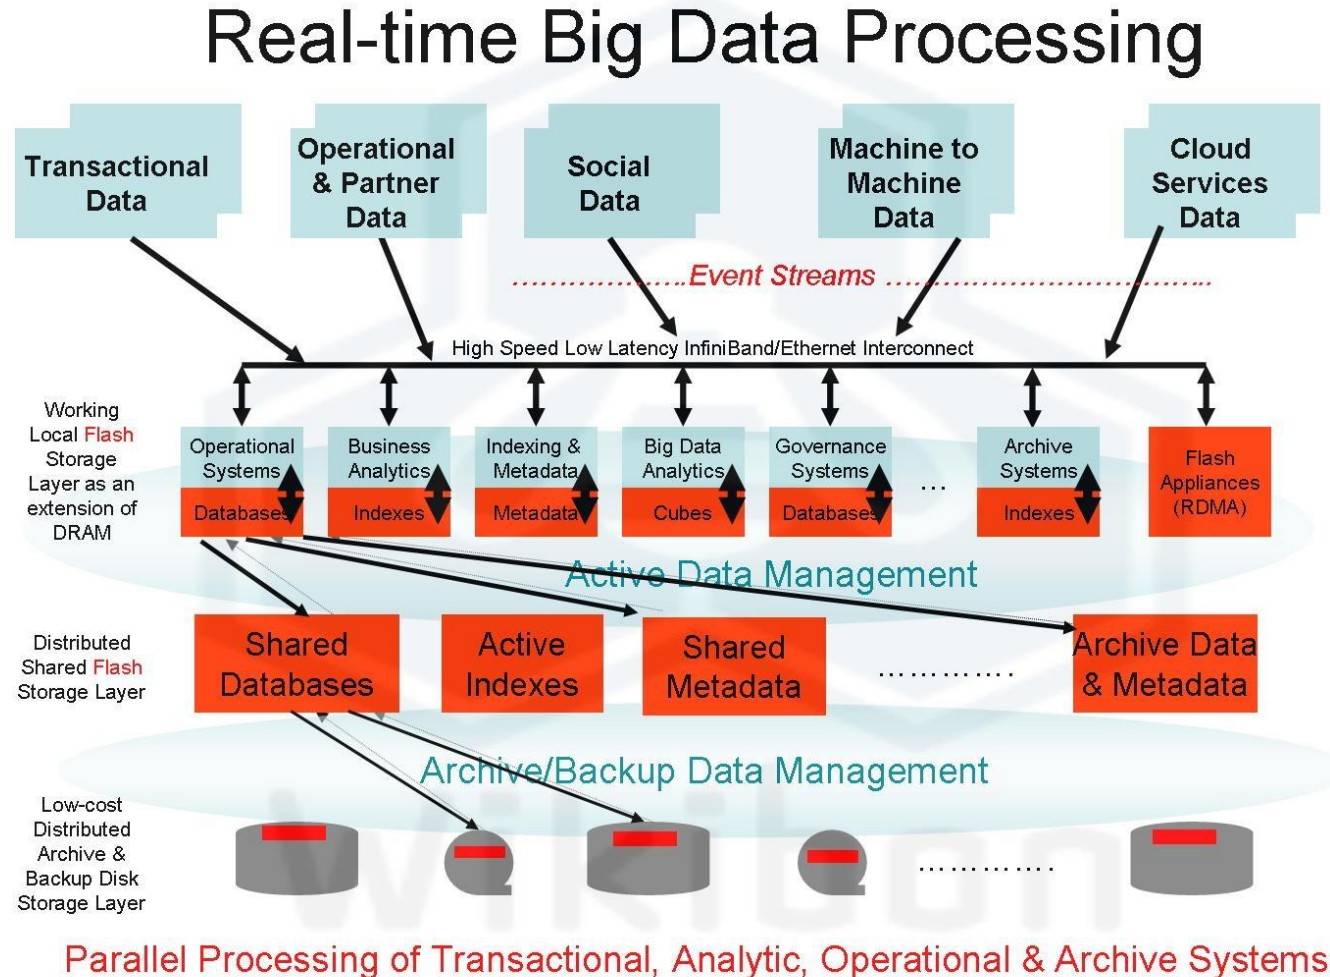 Real-time Big Data Processing
Transactional
Data
Operational
& Partner
Data
Social
Data
Machine to
Machine
Data
Cloud
Services
Data
Event Streams
High Speed Low Latency InfiniBand/Ethernet Interconnect
Working
Local Flash
Storage
Layer as an
extension of
DRAM
Operational
Systems
Databases
Business
Analytics
Indexes
Indexing &
Metadata
Metadata
Big Data
Analytics
Cubes
Governance
Systems
Databases
...
Archive
Systems
Indexes
Flash
Appliances
(RDMA)
Active Data Management
Distributed
Shared Flash
Storage Layer
Shared
Databases
Active
Indexes
Shared
Metadata
………….
Archive Data
& Metadata
Archive/Backup Data Management
Low-cost
Distributed
Archive &
Backup Disk
Storage Layer
………….
wikibon
Parallel Processing of Transactional, Analytic, Operational & Archive Systems